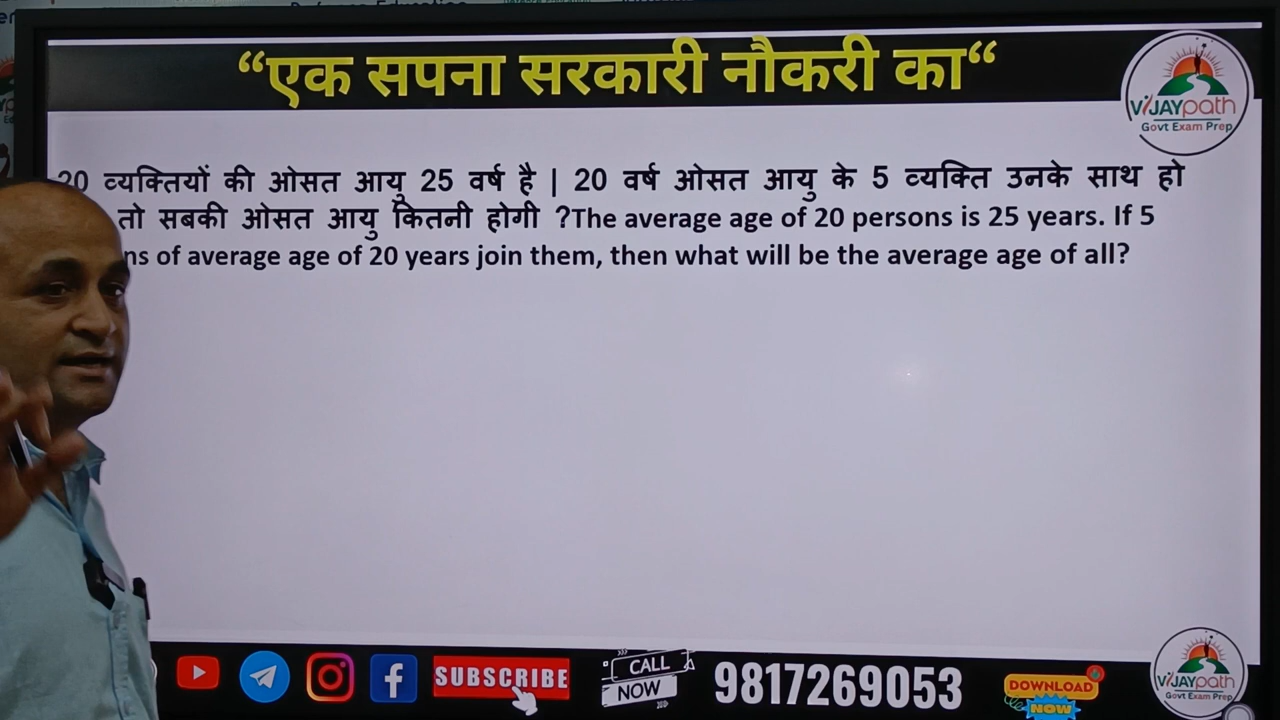 Defence Education
“एक सपना सरकारी नौकरी का“
ViJAYpath
Govt Exam Prep
20 व्यक्तियों की ओसत आयु 25 वर्ष है | 20 वर्ष ओसत आयु के 5 व्यक्ति उनके साथ हो
तो सबकी ओसत आयु कितनी होगी ?The average age of 20 persons is 25 years. If 5
ns of average age of 20 years join them, then what will be the average age of all?
SUBSCRIBE
CALL
NOW
9817269053
DOWNLOAD
NOW
ViJAYpath
Govt Exam Prep